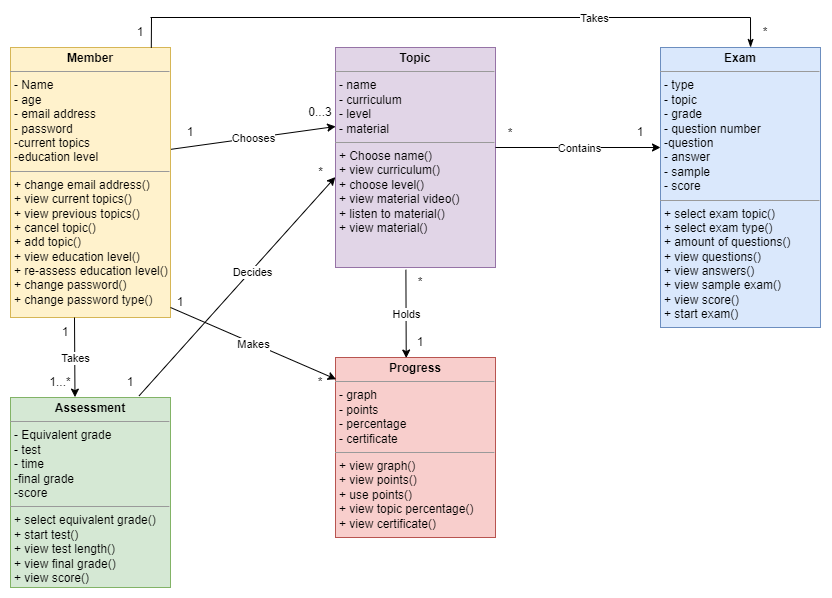 Takes
1
*
Member
- Name
- age
- email address
- password
-current topics
-education level
+ change email address()
+ view current topics()
+ view previous topics()
+ cancel topic()
+ add topic()
+ view education level()
+ re-assess education level()
+ change password()
+ change password type()
1
Chooses
0...3
Topic
- name
- curriculum
- level
- material
+ Choose name()
+ view curriculum()
+ choose level()
+ view material video()
+ listen to material()
+ view material()
*
Contains
1
Exam
- type
- topic
- grade
- question number
-question
- answer
- sample
- score
+ select exam topic()
+ select exam type()
+ amount of questions()
+ view questions()
+ view answers()
+ view sample exam()
+ view score()
+ start exam()
*
Decides
1
1
Makes
*
*
Holds
1
1
Takes
1...*
Assessment
- Equivalent grade
- test
- time
-final grade
-score
+ select equivalent grade()
+ start test()
+ view test length()
+ view final grade()
+ view score()
Progress
- graph
- points
- percentage
- certificate
+ view graph()
+ view points()
+ use points()
+ view topic percentage()
+ view certificate()